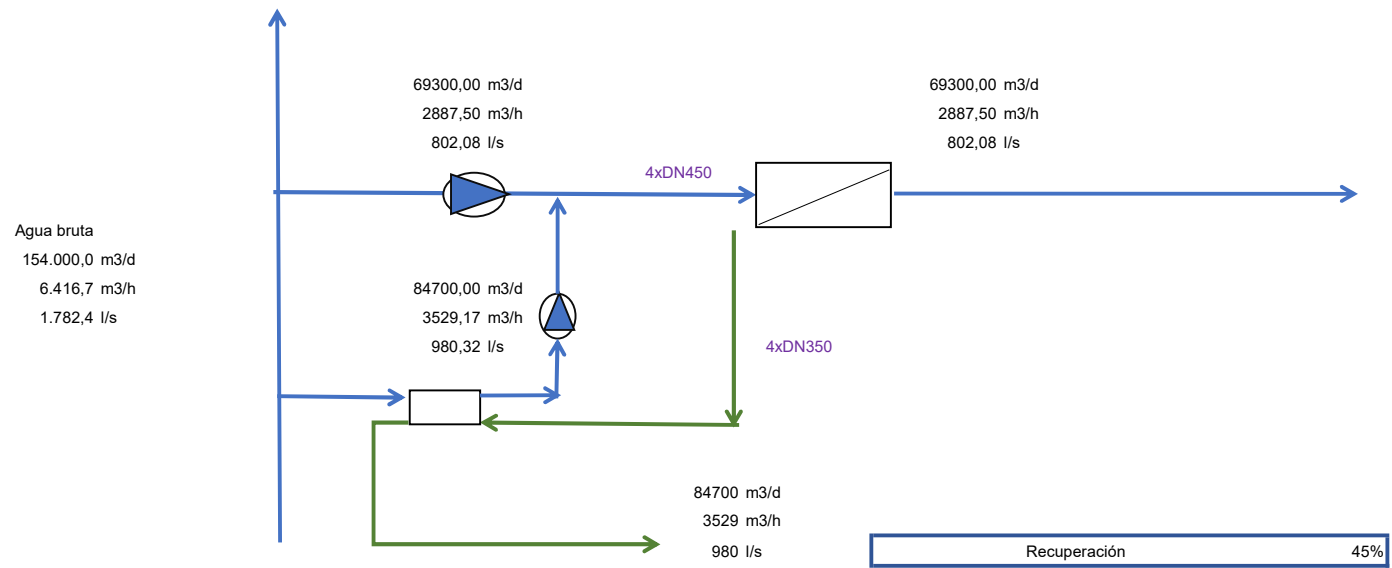 69300,00 m3/d
2887,50 m3/h
802,08 l/s
69300,00 m3/d
2887,50 m3/h
802,08 l/s
4xDN450
Agua bruta
154.000,0 m3/d
6.416,7 m3/h
1.782,4 l/s
84700,00 m3/d
3529,17 m3/h
980,32 l/s
4xDN350
84700 m3/d
3529 m3/h
980 l/s
Recuperación 45%